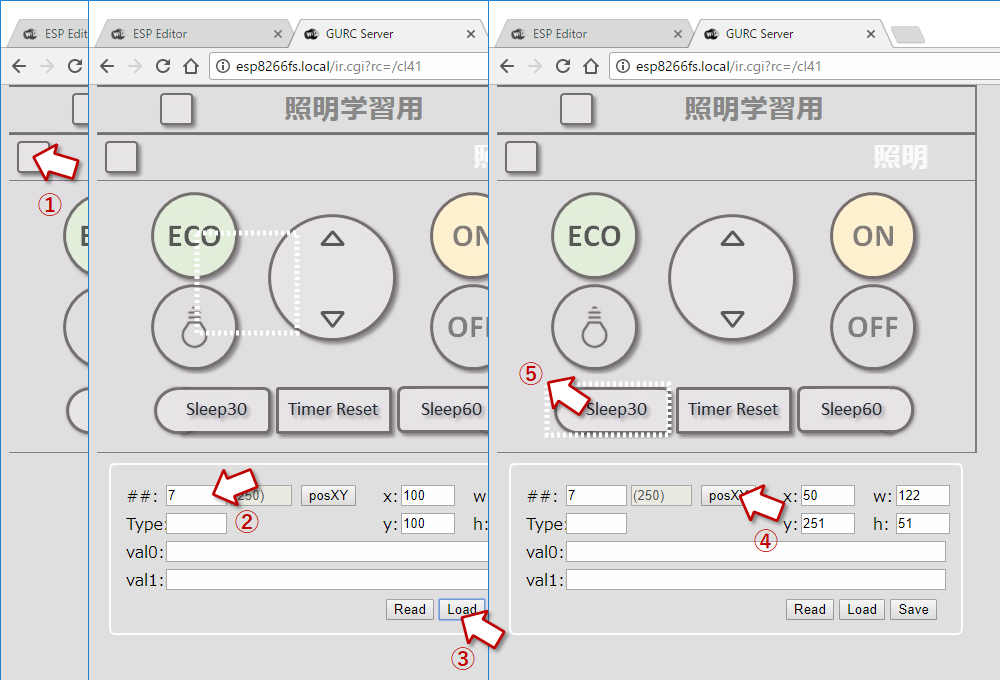 ESP Edit
①
E
ESP Editor
GURC Server
esp8266fs.local/ir.cgi?rc=/cl41
照明学習用
照
ECO
ON
OFF
Sleep30
Timer Reset
Sleep60
##: 7 (250) posXY x: 100 w
②
Type: y: 100 h:
val0:
val1:
Read Load
③
ESP Editor
GURC Server
esp8266fs.local/ir.cgi?rc=/cl41
照明学習用
照明
ECO
ON
OFF
⑤
Sleep30
Timer Reset
Sleep60
##: 7 (250) posXY x: 50 w: 122
Type: y: 251 h: 51
④
val0:
val1:
Read Load Save